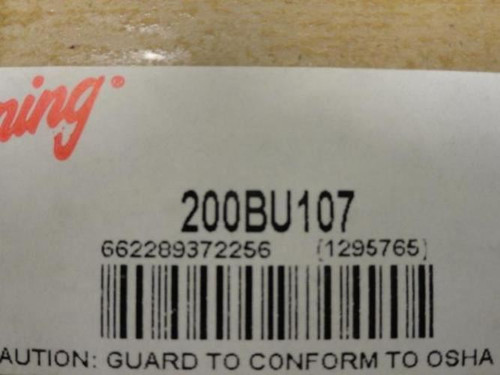 ning®
200BU107
662289372256 (1295765)
AUTION: GUARD TO CONFORM TO OSHA